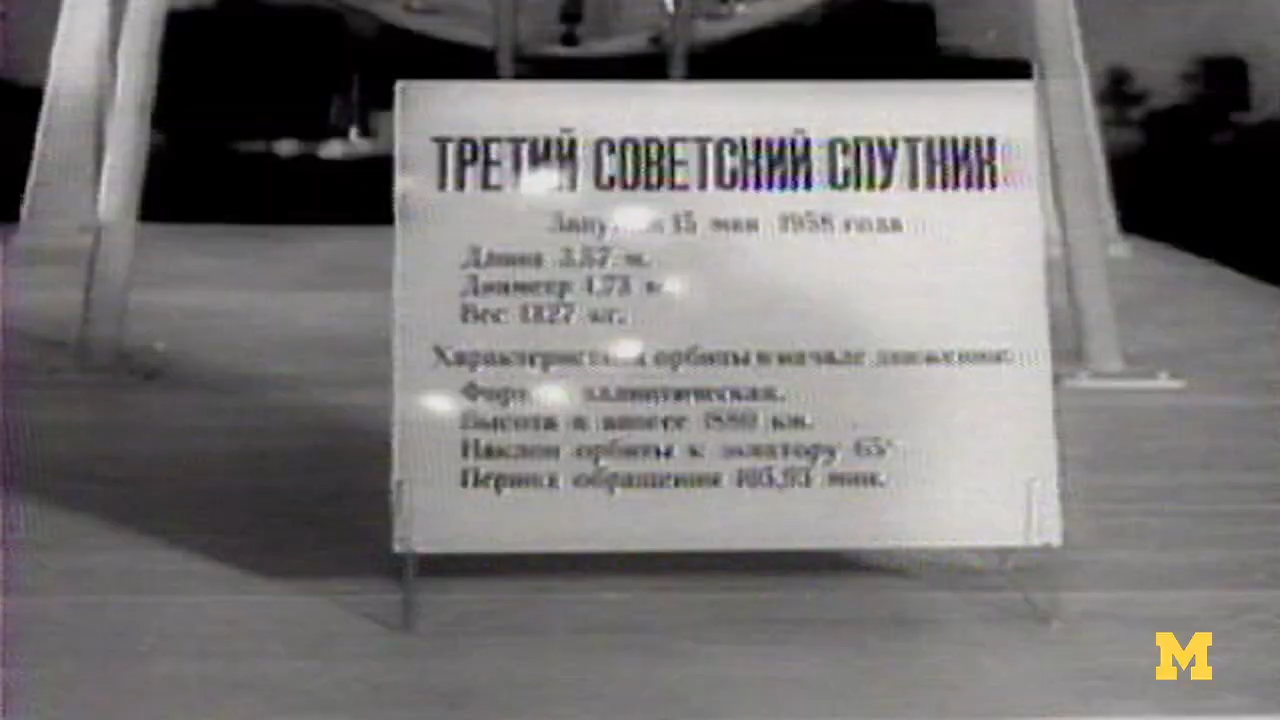 ТРЕТИЙ СОВЕТСКИЙ СПУТНИК
15 мая 1958 года
Длина 3,57 м.
Диаметр 1,73
Вес 1327 кг.
орбиты в начале движения:
эллиптическая.
Высота в апогее 1880 км.
Наклон орбиты к экватору 65°
Период обращения 105,95 мин.
M